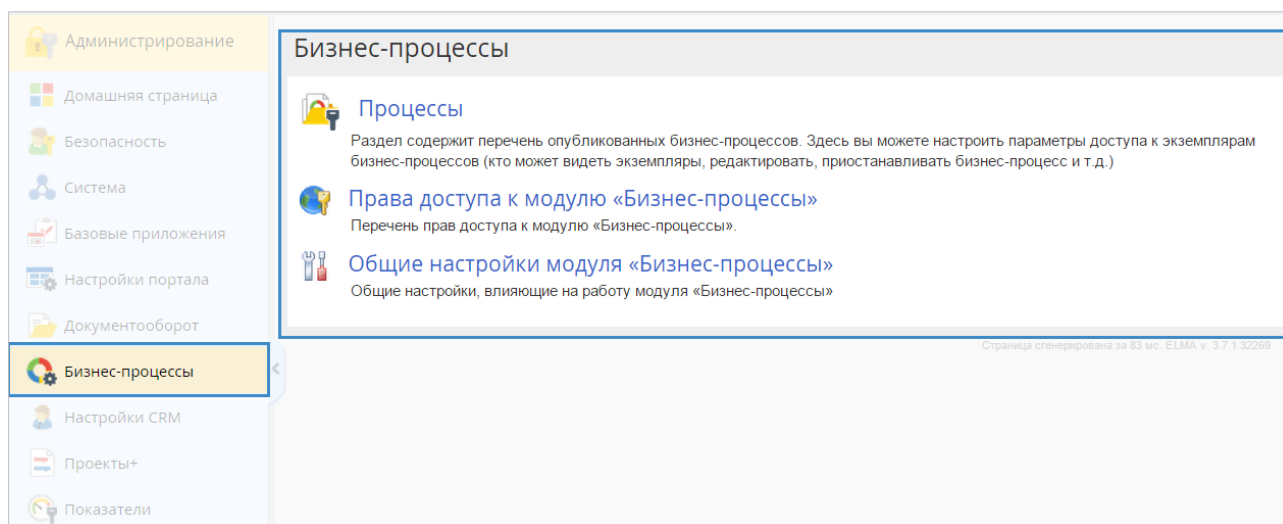 Администрирование
Домашняя страница
Безопасность
Система
Базовые приложения
Настройки портала
Документооборот
Бизнес-процессы
Настройки CRM
Проекты+
Показатели
Бизнес-процессы
Процессы
Раздел содержит перечень опубликованных бизнес-процессов. Здесь вы можете настроить параметры доступа к экземплярам
бизнес-процессов (кто может видеть экземпляры, редактировать, приостанавливать бизнес-процесс и т.д.)
Права доступа к модулю «Бизнес-процессы»
Перечень прав доступа к модулю «Бизнес-процессы».
Общие настройки модуля «Бизнес-процессы»
Общие настройки, влияющие на работу модуля «Бизнес-процессы»
Страница сгенерирована за 83 мс. ELMA v. 3.7.1.32269